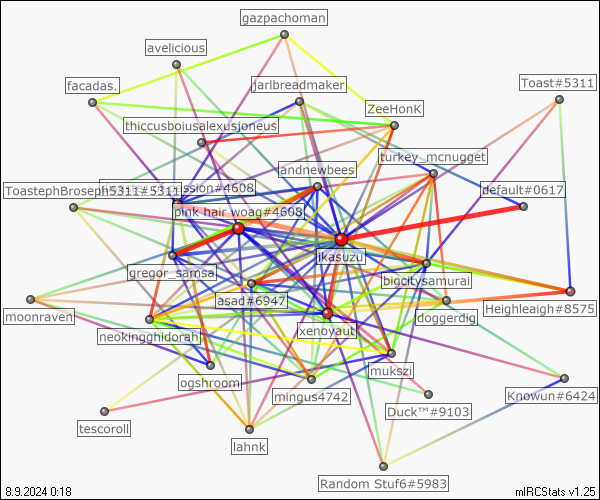 gazpachoman
avelicious
jarlbreadmaker
facadas.
Toast#5311
ZeeHonK
thiccusboiusalexusjoneus
turkey_mcnugget
landnewbees
ission#4608
ToastephBroseph5311#5311
default#0617
pink hair woag#4608
ikasuzu
gregor_samsa
bigcitysamurai
asad#6947
moonraven
Heighleaigh#8575
doggerdig
xenoyaut
neokingghidorah
mukszi
ogshroom
mingus4742
Knowun#6424
Duck™#9103
tescoroll
lahnk
Random Stuf6#5983
8.9.2024 0:18
mIRCStats v1.25